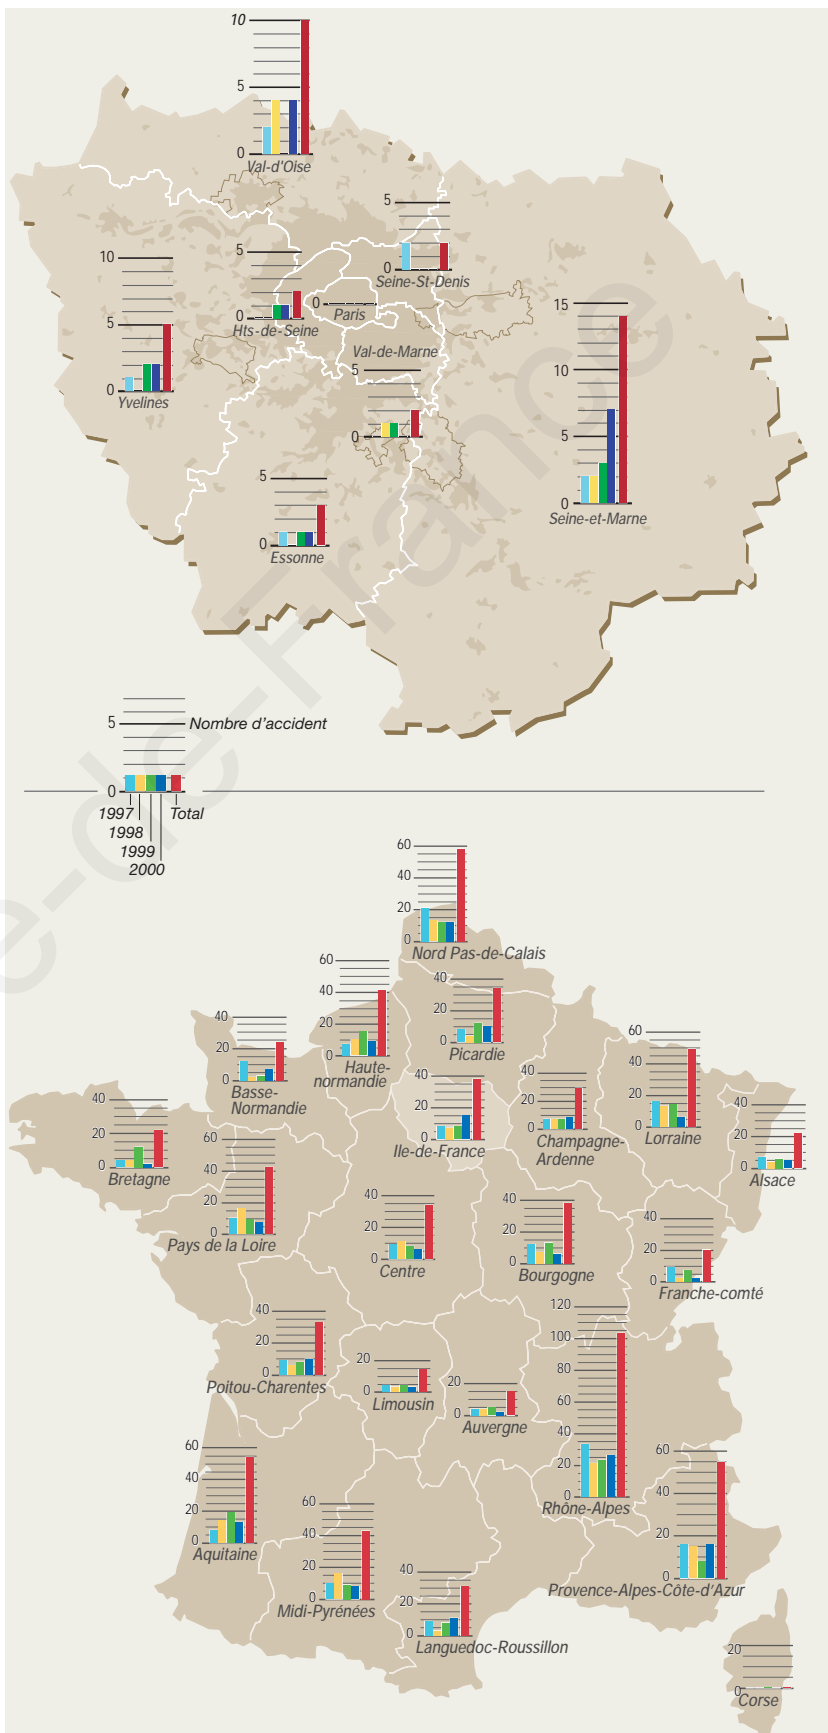 10
5
0
Val-d'Oise
5
0
Seine-St-Denis
10
5
0
Yvelines
5
0
Hts-de-Seine
0
Paris
Val-de-Marne
5
0
15
10
5
0
Seine-et-Marne
5
0
Essonne
5
Nombre d'accident
0
1997
Total
1998
1999
2000
60
40
20
0
Nord Pas-de-Calais
60
40
20
0
Haute-
normandie
40
20
0
Picardie
40
20
0
Basse-
Normandie
60
40
20
0
Lorraine
40
20
0
Ile-de-France
40
20
0
Champagne-
Ardenne
40
20
0
Bretagne
40
20
0
Alsace
60
40
20
0
Pays de la Loire
40
20
0
Centre
40
20
0
Bourgogne
40
20
0
Franche-comté
40
20
0
Poitou-Charentes
20
0
Limousin
20
0
Auvergne
120
100
80
60
40
20
0
Rhône-Alpes
60
40
20
0
Aquitaine
60
40
20
0
Provence-Alpes-Côte-d'Azur
60
40
20
0
Midi-Pyrénées
40
20
0
Languedoc-Roussillon
20
0
Corse
e-de-France